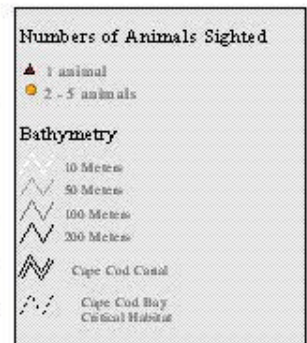 Numbers of Animals Sighted
1 animal
2 - 5 animals
Bathymetry
10 Meters
50 Meters
100 Meters
200 Meters
Cape Cod Canal
Cape Cod Bay
Critical Habitat